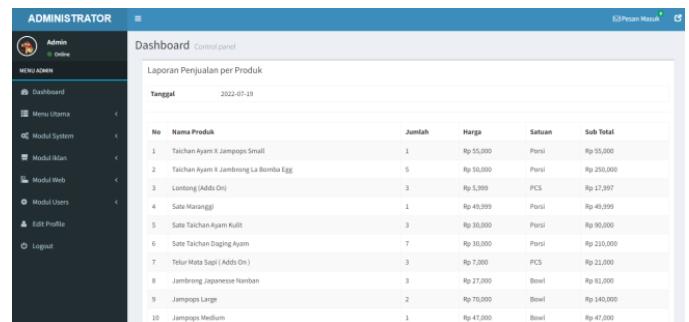 ADMINISTRATOR
Pesan Masuk
Admin
Online
Dashboard Control panel
MENU ADMIN
Dashboard
Menu Utama
Modul System
Modul Iklan
Modul Web
Modul Users
Edit Profile
Logout
Laporan Penjualan per Produk
Tanggal 2022-07-19
No Nama Produk Jumlah Harga Satuan Sub Total
1 Taichan Ayam X Jampops Small 1 Rp 55,000 Porsi Rp 55,000
2 Taichan Ayam X Jambrong La Bomba Egg 5 Rp 50,000 Porsi Rp 250,000
3 Lontong (Adds On) 3 Rp 5,999 PCS Rp 17,997
4 Sate Maranggi 1 Rp 49,999 Porsi Rp 49,999
5 Sate Taichan Ayam Kulit 3 Rp 30,000 Porsi Rp 90,000
6 Sate Taichan Daging Ayam 7 Rp 30,000 Porsi Rp 210,000
7 Telur Mata Sapi ( Adds On ) 3 Rp 7,000 PCS Rp 21,000
8 Jambrong Japanesse Nanban 3 Rp 27,000 Bowl Rp 81,000
9 Jampops Large 2 Rp 70,000 Bowl Rp 140,000
10 Jampops Medium 1 Rp 47,000 Bowl Rp 47,000